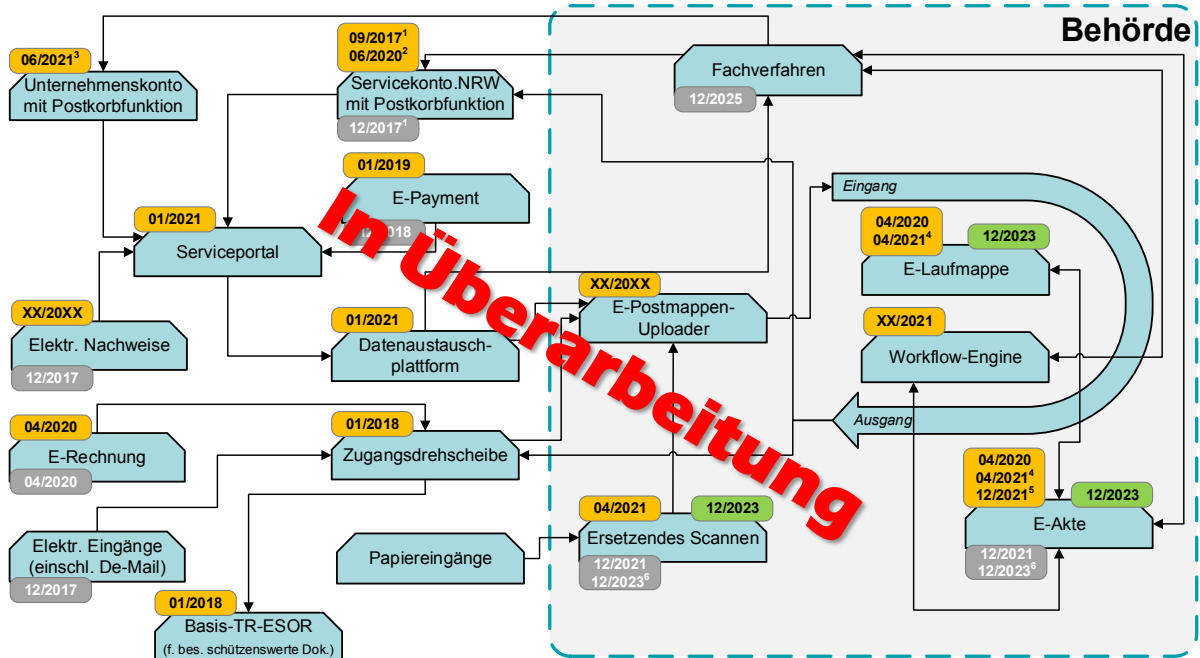 Behörde
09/2017¹
06/2020²
06/2021³
Unternehmenskonto
mit Postkorbfunktion
Servicekonto.NRW
mit Postkorbfunktion
12/2017¹
Fachverfahren
12/2025
01/2019
E-Payment
018
01/2021
Serviceportal
Eingang
04/2020
04/2021⁴
12/2023
E-Laufmappe
XX/20XX
Elektr. Nachweise
12/2017
01/2021
Datenaustausch-
plattform
XX/20XX
E-Postmappen-
Uploader
XX/2021
Workflow-Engine
Ausgang
In Überarbeitung
04/2020
E-Rechnung
04/2020
01/2018
Zugangsdrehscheibe
04/2020
04/2021⁴
12/2021⁵
12/2023
E-Akte
12/2021
12/2023⁶
Elektr. Eingänge
(einschl. De-Mail)
12/2017
Papiereingänge
04/2021
12/2023
Ersetzendes Scannen
12/2021
12/2023⁶
01/2018
Basis-TR-ESOR
(f. bes. schützenswerte Dok.)